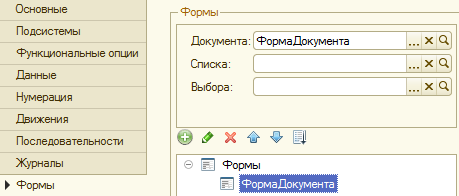 Основные
Подсистемы
Функциональные опции
Данные
Нумерация
Движения
Последовательности
Журналы
Формы
Формы
Документа: ФормаДокумента
Списка:
Выбора:
Формы
ФормаДокумента